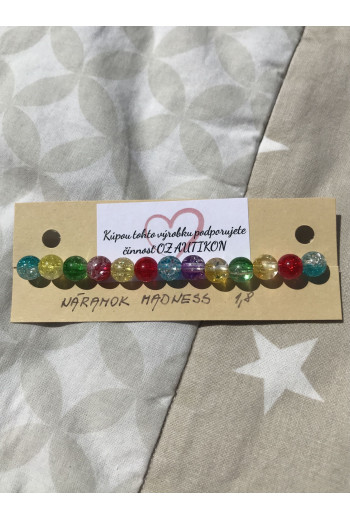 Kúpou tohto výrobku podporujete
činnosť OZ AUTIKON
NÁRAMOK MADNESS 1,8